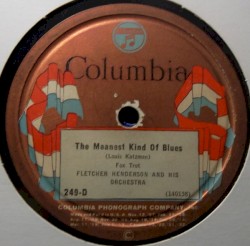 Columbia
The Meanest Kind Of Blues
(Louis Katzman)
Fox Trot
FLETCHER HENDERSON AND HIS
ORCHESTRA
249-D
(140136)
COLUMBIA PHONOGRAPH COMPANY